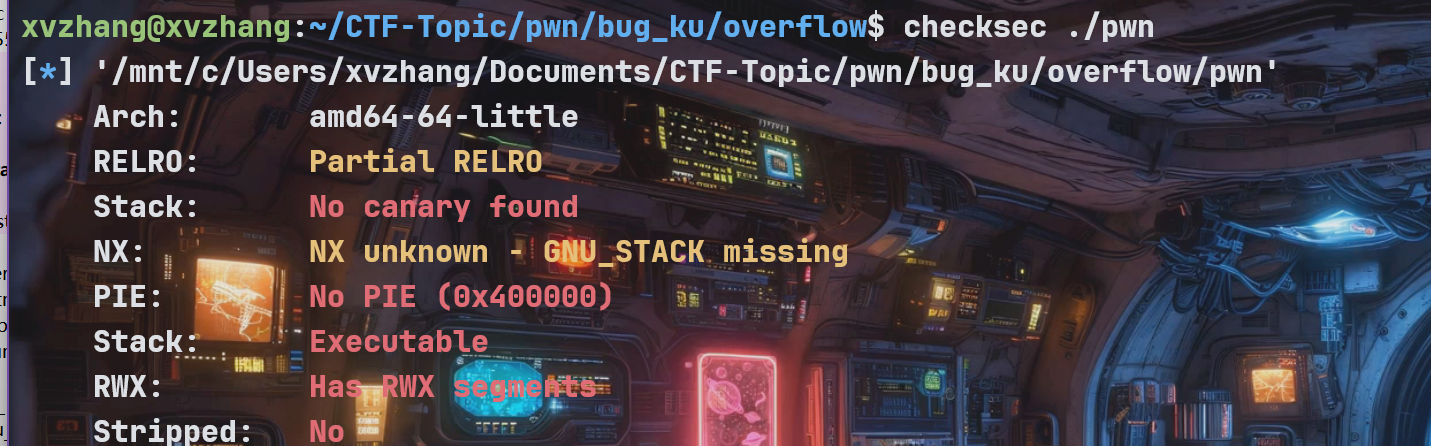 xvzhang@xvzhang:~/CTF-Topic/pwn/bug_ku/overflow$ checksec ./pwn
[*] '/mnt/c/Users/xvzhang/Documents/CTF-Topic/pwn/bug_ku/overflow/pwn'
Arch: amd64-64-little
RELRO: Partial RELRO
Stack: No canary found
NX: NX unknown - GNU_STACK missing
PIE: No PIE (0x400000)
Stack: Executable
RWX: Has RWX segments
Stripped: No